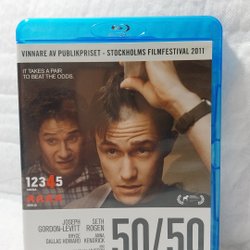 VINNARE AV PUBLIKPRISET - STOCKHOLMS FILMFESTIVAL 2011
IT TAKES A PAIR
TO BEAT THE ODDS.
12345
JOSEPH
GORDON-LEVITT
SETH
ROGEN
BRYCE
DALLAS HOWARD
ANNA
KENDRICK
50/50